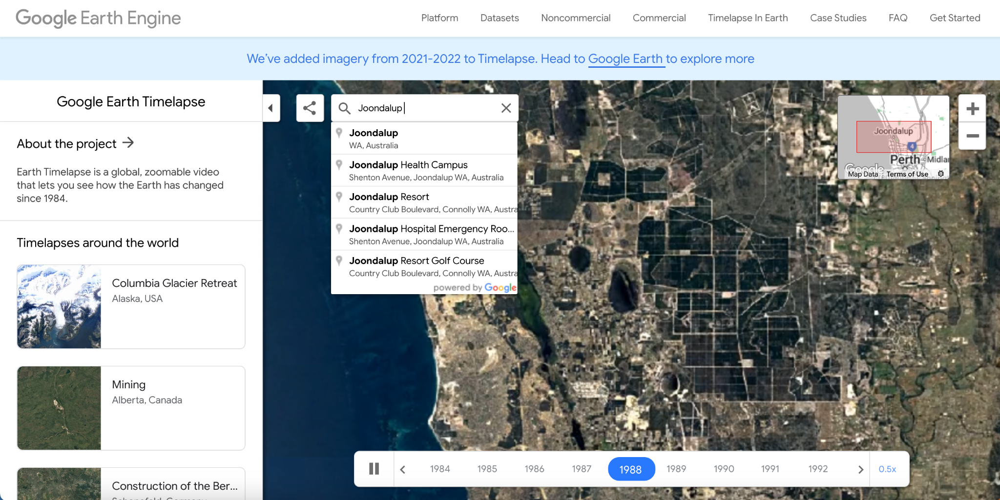 Google Earth Engine
Platform
Datasets
Noncommercial
Commercial
Timelapse In Earth
Case Studies
FAQ
Get Started
We've added imagery from 2021-2022 to Timelapse. Head to Google Earth to explore more
Google Earth Timelapse
About the project
Earth Timelapse is a global, zoomable video
that lets you see how the Earth has changed
since 1984.
Timelapses around the world
Columbia Glacier Retreat
Alaska, USA
Mining
Alberta, Canada
Construction of the Ber...
Joondalup
Joondalup
WA, Australia
Joondalup Health Campus
Shenton Avenue, Joondalup WA, Australia
Joondalup Resort
Country Club Boulevard, Connolly WA, Austra
Joondalup Hospital Emergency Roo...
Shenton Avenue, Joondalup WA, Australia
Joondalup Resort Golf Course
Country Club Boulevard, Connolly WA, Austra
powered by Google
Joondalup
4
Perth
Midlan
Google
Map Data
Terms of Use
1984
1985
1986
1987
1988
1989
1990
1991
1992
0.5x